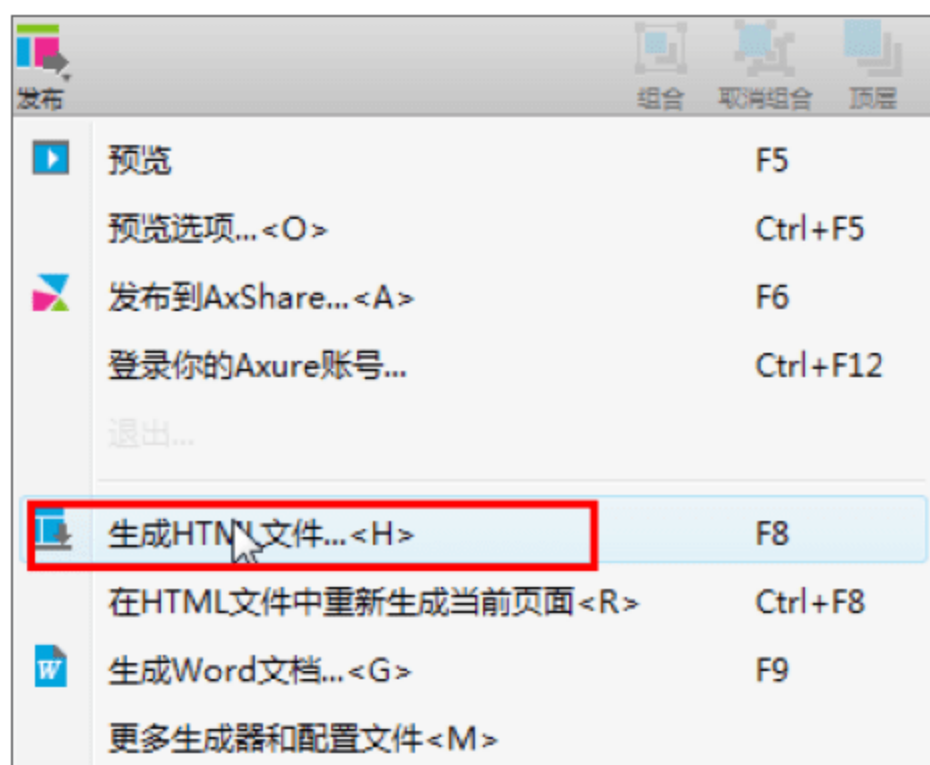 发布 组合 取消组合 顶层
预览 F5
预览选项...<O> Ctrl+F5
发布到AxShare...<A> F6
登录你的Axure账号... Ctrl+F12
退出...
生成HTML文件...<H> F8
在HTML文件中重新生成当前页面<R> Ctrl+F8
生成Word文档...<G> F9
更多生成器和配置文件<M>